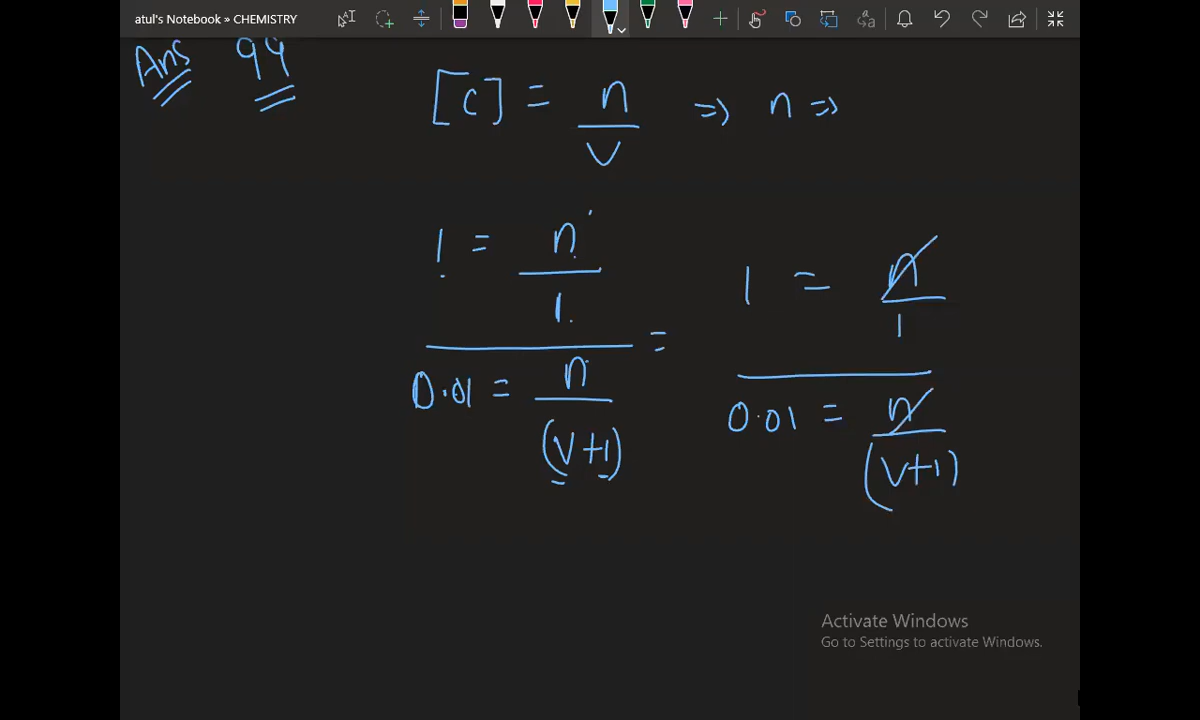 atul's Notebook » CHEMISTRY
Ans 99
[c] = n/V => n =>
1 = n/1
0.01 = n/(V+1)
=
1 = n/1
0.01 = n/(V+1)
Activate Windows
Go to Settings to activate Windows.